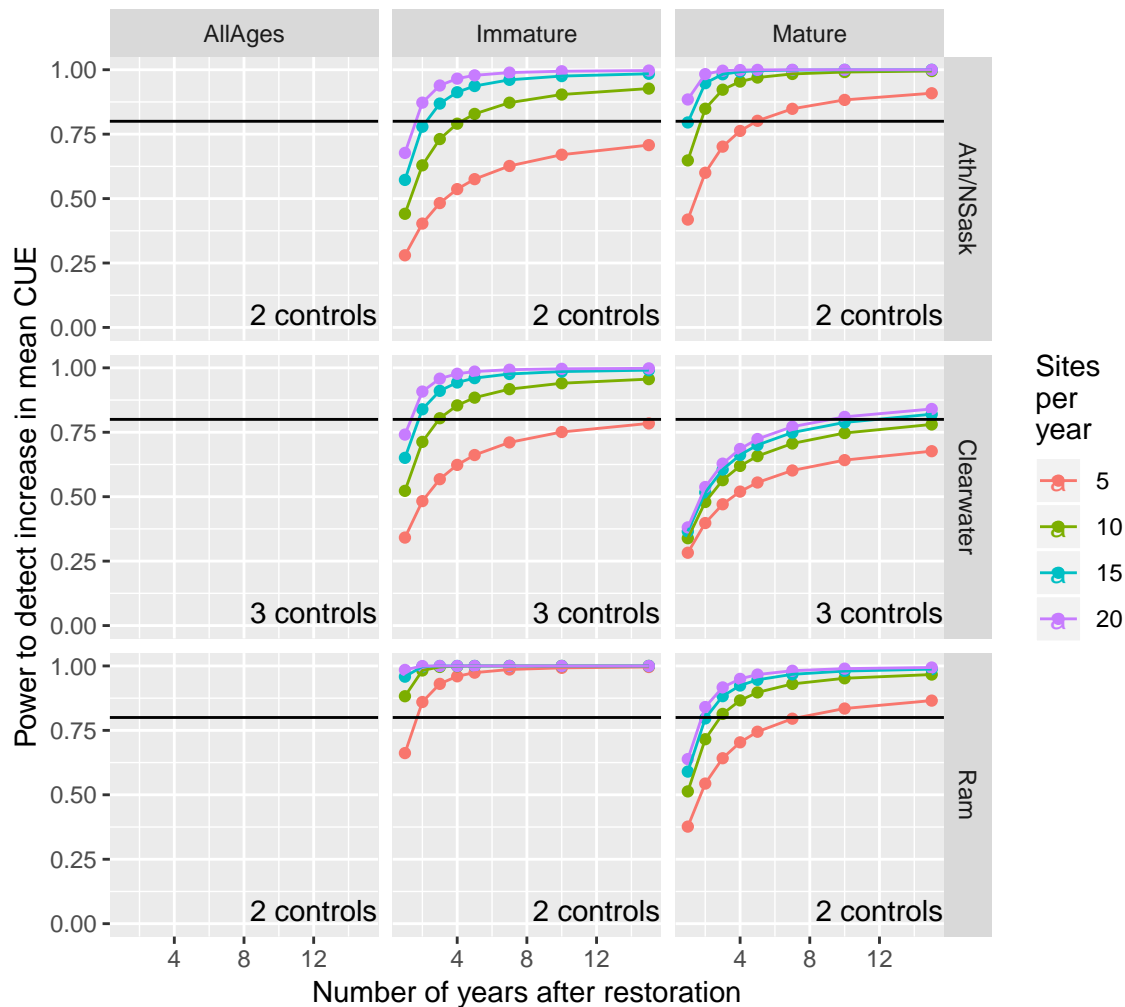 AllAges Immature Mature
Power to detect increase in mean CUE
1.00
0.75
0.50
0.25
0.00
2 controls 2 controls 2 controls
Ath/NSask
1.00
0.75
0.50
0.25
0.00
3 controls 3 controls 3 controls
Clearwater
1.00
0.75
0.50
0.25
0.00
2 controls 2 controls 2 controls
Ram
4 8 12 4 8 12 4 8 12
Number of years after restoration
Sites
per
year
a 5
a 10
a 15
a 20